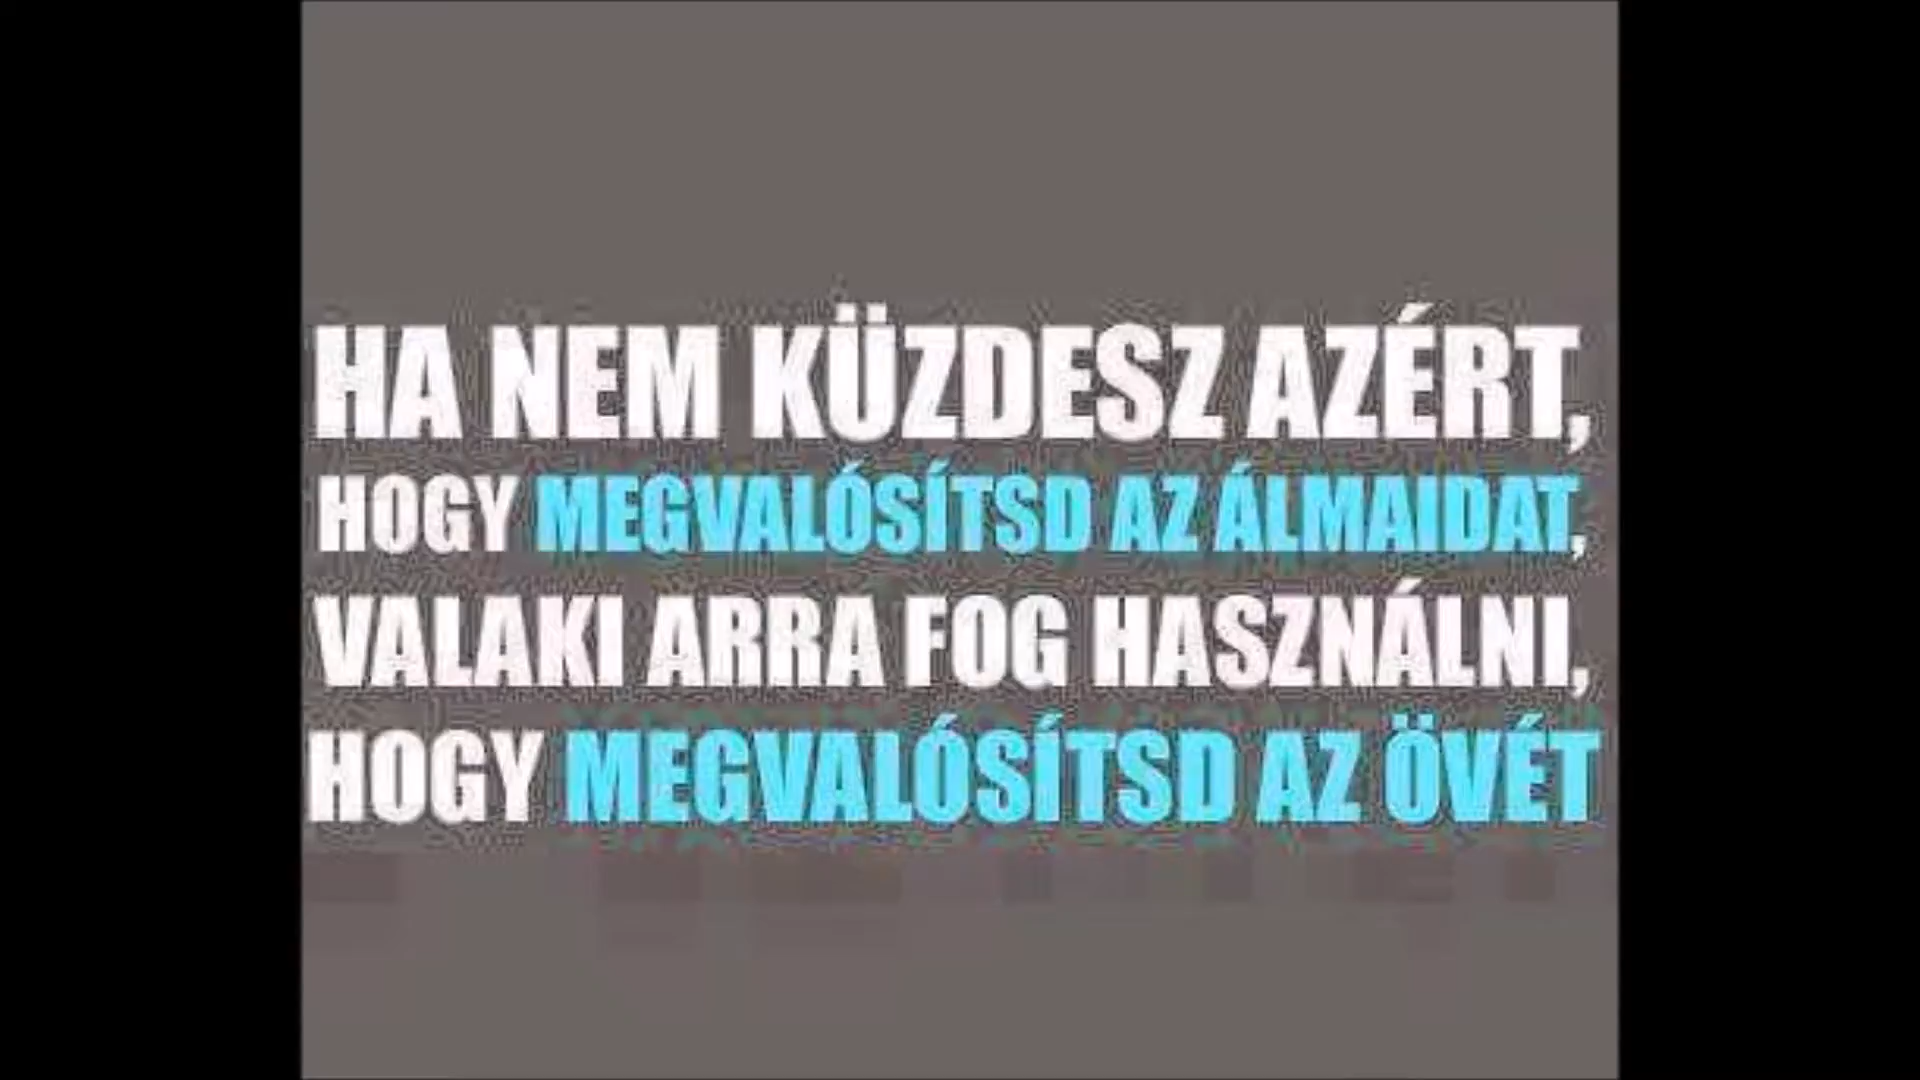 HA NEM KÜZDESZ AZÉRT,
HOGY MEGVALÓSÍTSD AZ ÁLMAIDAT,
VALAKI ARRA FOG HASZNÁLNI,
HOGY MEGVALÓSÍTSD AZ ÖVÉT